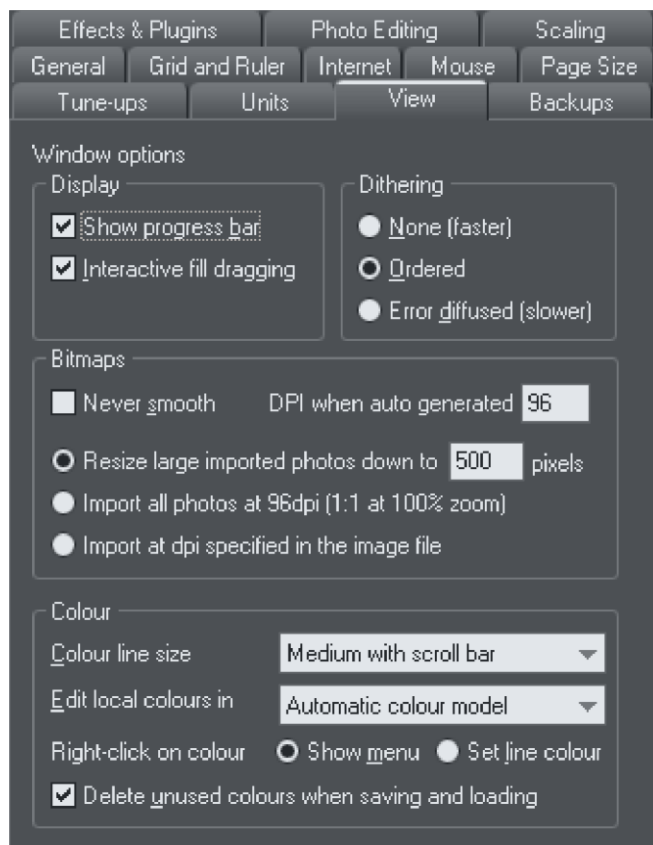 Effects & Plugins Photo Editing Scaling
General Grid and Ruler Internet Mouse Page Size
Tune-ups Units View Backups
Window options
Display
Show progress bar
Interactive fill dragging
Dithering
None (faster)
Ordered
Error diffused (slower)
Bitmaps
Never smooth DPI when auto generated 96
Resize large imported photos down to 500 pixels
Import all photos at 96dpi (1:1 at 100% zoom)
Import at dpi specified in the image file
Colour
Colour line size Medium with scroll bar
Edit local colours in Automatic colour model
Right-click on colour Show menu Set line colour
Delete unused colours when saving and loading